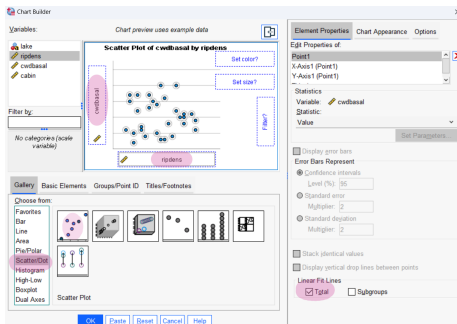 Chart Builder
Variables:
Chart preview uses example data
lake
ripdens
cwdbasal
cabin
Scatter Plot of cwdbasal by ripdens
Set color?
Set size?
cwdbasal
Filter?
ripdens
Filter by:
No categories (scale
variable)
Gallery Basic Elements Groups/Point ID Titles/Footnotes
Choose from:
Favorites
Bar
Line
Area
Pie/Polar
Scatter/Dot
Histogram
High-Low
Boxplot
Dual Axes
Scatter Plot
OK Paste Reset Cancel Help
Element Properties Chart Appearance Options
Edit Properties of:
Point1
X-Axis1 (Point1)
Y-Axis1 (Point1)
Statistics
Variable: cwdbasal
Statistic:
Value
Set Parameters...
Display error bars
Error Bars Represent
Confidence intervals
Level (%): 95
Standard error
Multiplier: 2
Standard deviation
Multiplier: 2
Stack identical values
Display vertical drop lines between points
Linear Fit Lines
Total Subgroups